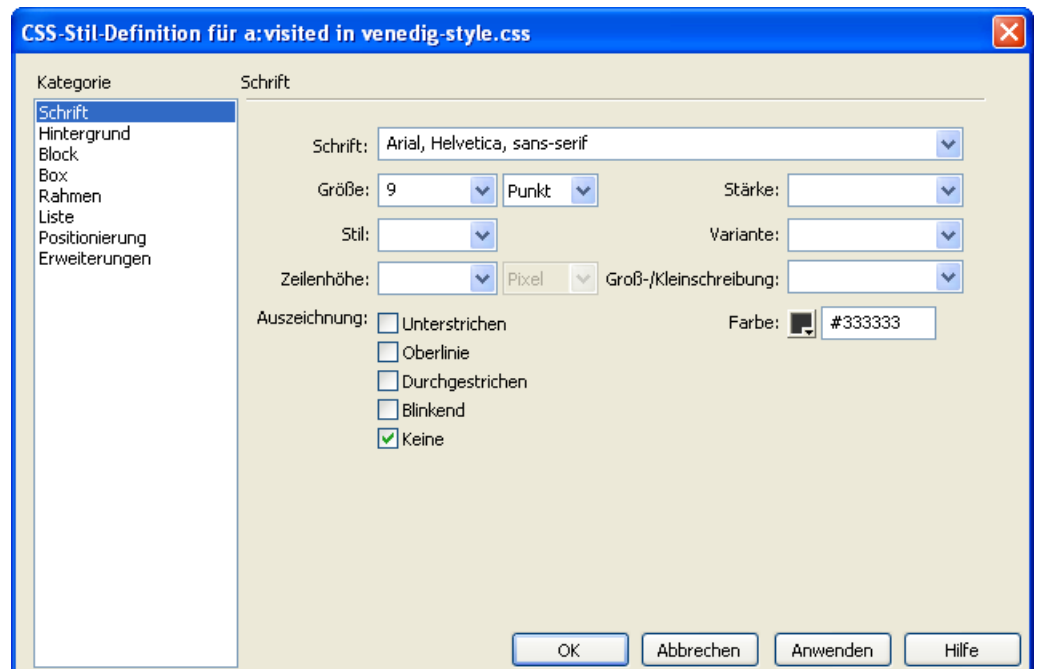 CSS-Stil-Definition für a:visited in venedig-style.css
Kategorie
Schrift
Schrift
Hintergrund
Block
Box
Rahmen
Liste
Positionierung
Erweiterungen
Schrift: Arial, Helvetica, sans-serif
Größe: 9 Punkt Stärke:
Stil: Variante:
Zeilenhöhe: Pixel Groß-/Kleinschreibung:
Auszeichnung: Unterstrichen Farbe: #333333
Oberlinie
Durchgestrichen
Blinkend
Keine
OK Abbrechen Anwenden Hilfe